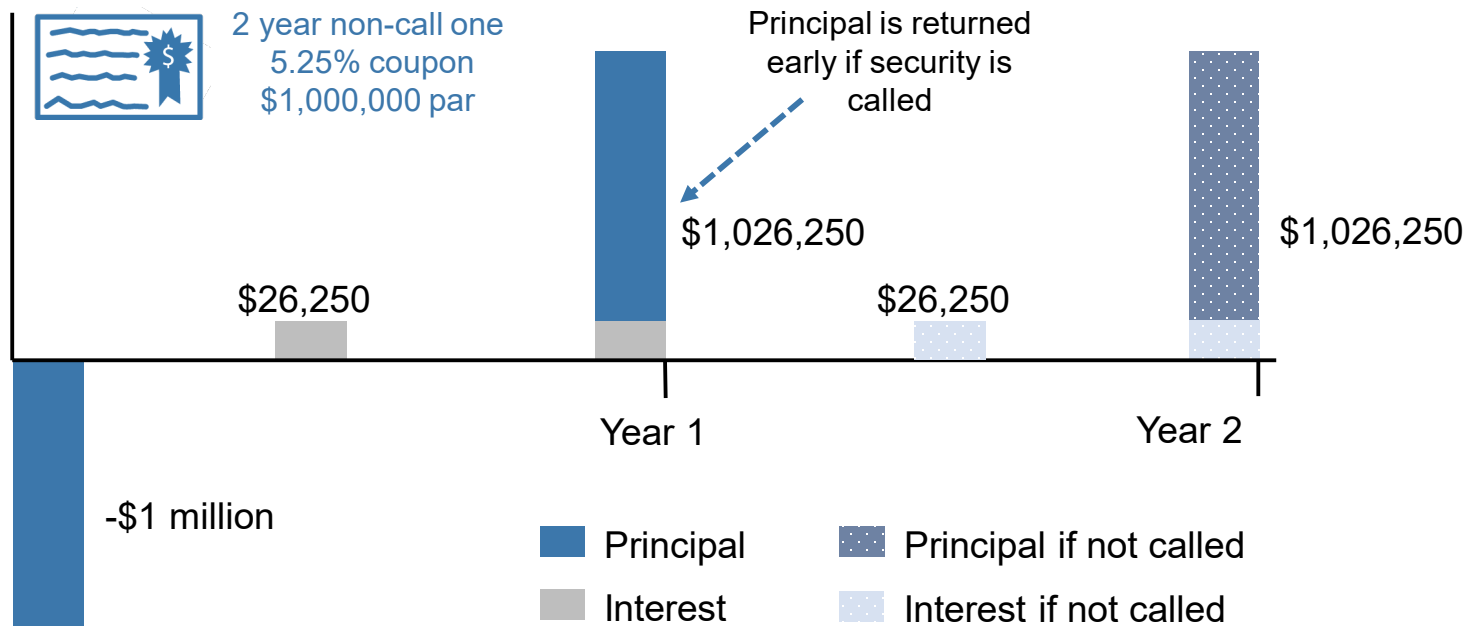 $
2 year non-call one
5.25% coupon
$1,000,000 par
Principal is returned
early if security is
called
$1,026,250
$1,026,250
$26,250
$26,250
Year 1
Year 2
-$1 million
Principal
Principal if not called
Interest
Interest if not called